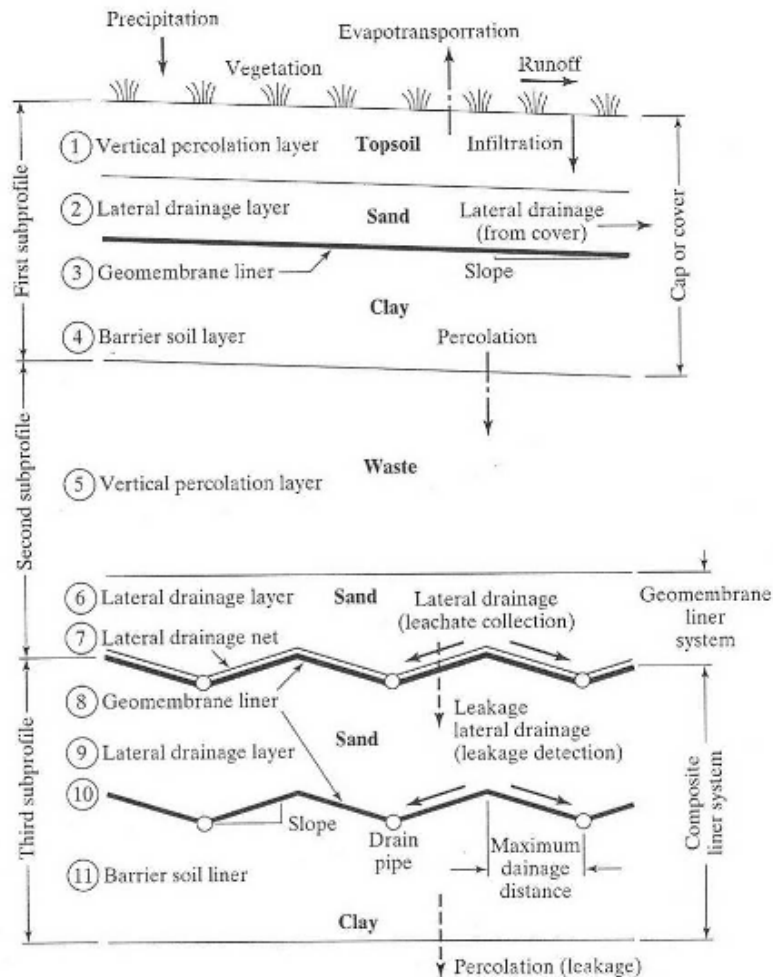 Precipitation
Evapotransporration
Vegetation
Runoff
① Vertical percolation layer
Topsoil
Infiltration
② Lateral drainage layer
Sand
Lateral drainage
(from cover)
③ Geomembrane liner
Slope
Clay
④ Barrier soil layer
Percolation
First subprofile
Cap or cover
Waste
⑤ Vertical percolation layer
Second subprofile
⑥ Lateral drainage layer
Sand
Lateral drainage
(leachate collection)
Geomembrane
liner
system
⑦ Lateral drainage net
⑧ Geomembrane liner
Leakage
lateral drainage
(leakage detection)
⑨ Lateral drainage layer
Sand
⑩
Slope
Drain
pipe
Maximum
dainage
distance
⑪ Barrier soil liner
Third subprofile
Composite
liner system
Clay
Percolation (leakage)